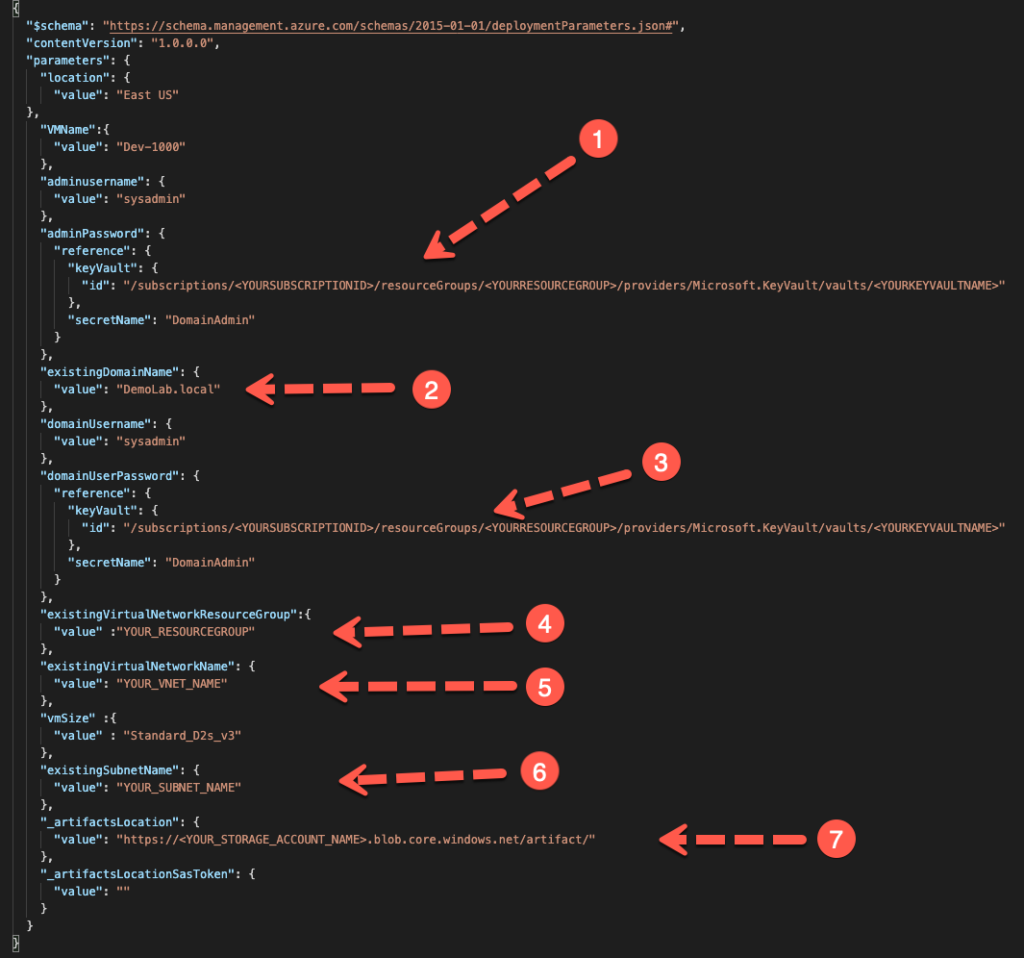 {
"$schema": "https://schema.management.azure.com/schemas/2015-01-01/deploymentParameters.json#",
"contentVersion": "1.0.0.0",
"parameters": {
"location": {
"value": "East US"
},
"VMName":{
"value": "Dev-1000"
},
"adminusername": {
"value": "sysadmin"
},
"adminPassword": {
"reference": {
"keyVault": {
"id": "/subscriptions/<YOURSUBSCRIPTIONID>/resourceGroups/<YOURRESOURCEGROUP>/providers/Microsoft.KeyVault/vaults/<YOURKEYVAULTNAME>"
},
"secretName": "DomainAdmin"
}
},
"existingDomainName": {
"value": "DemoLab.local"
},
"domainUsername": {
"value": "sysadmin"
},
"domainUserPassword": {
"reference": {
"keyVault": {
"id": "/subscriptions/<YOURSUBSCRIPTIONID>/resourceGroups/<YOURRESOURCEGROUP>/providers/Microsoft.KeyVault/vaults/<YOURKEYVAULTNAME>"
},
"secretName": "DomainAdmin"
}
},
"existingVirtualNetworkResourceGroup":{
"value" :"YOUR_RESOURCEGROUP"
},
"existingVirtualNetworkName": {
"value": "YOUR_VNET_NAME"
},
"vmSize" :{
"value" : "Standard_D2s_v3"
},
"existingSubnetName": {
"value": "YOUR_SUBNET_NAME"
},
"_artifactsLocation": {
"value": "https://<YOUR_STORAGE_ACCOUNT_NAME>.blob.core.windows.net/artifact/"
},
"_artifactsLocationSasToken": {
"value": ""
}
}
}
1
2
3
4
5
6
7